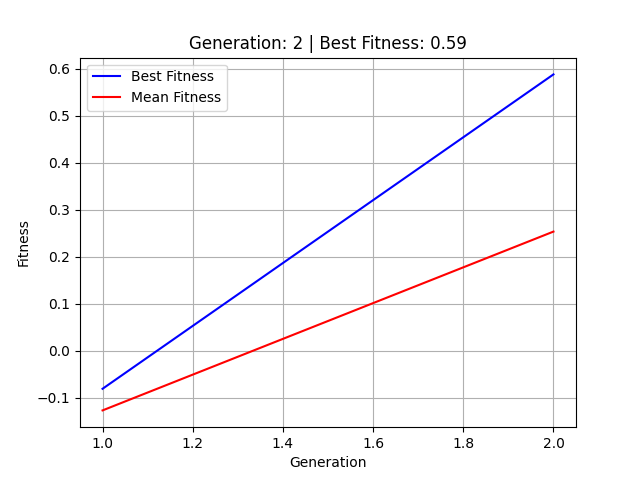 Generation: 2 | Best Fitness: 0.59
Best Fitness
Mean Fitness
0.6
0.5
0.4
0.3
0.2
0.1
0.0
−0.1
Fitness
1.0 1.2 1.4 1.6 1.8 2.0
Generation